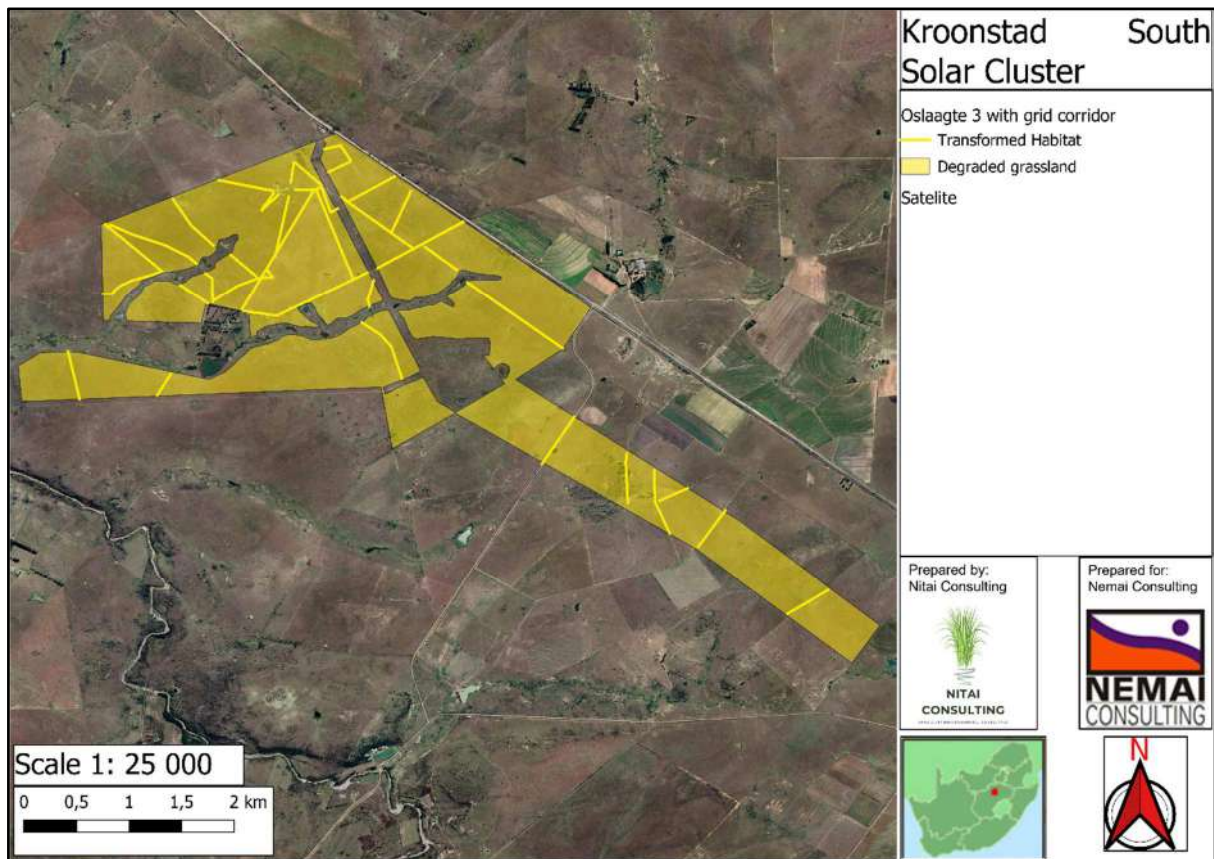 Kroonstad South
Solar Cluster
Oslaagte 3 with grid corridor
Transformed Habitat
Degraded grassland
Satelite
Prepared by:
Nitai Consulting
NITAI
CONSULTING
Prepared for:
Nemai Consulting
NEMAI
CONSULTING
Scale 1: 25 000
0 0,5 1 1,5 2 km
N